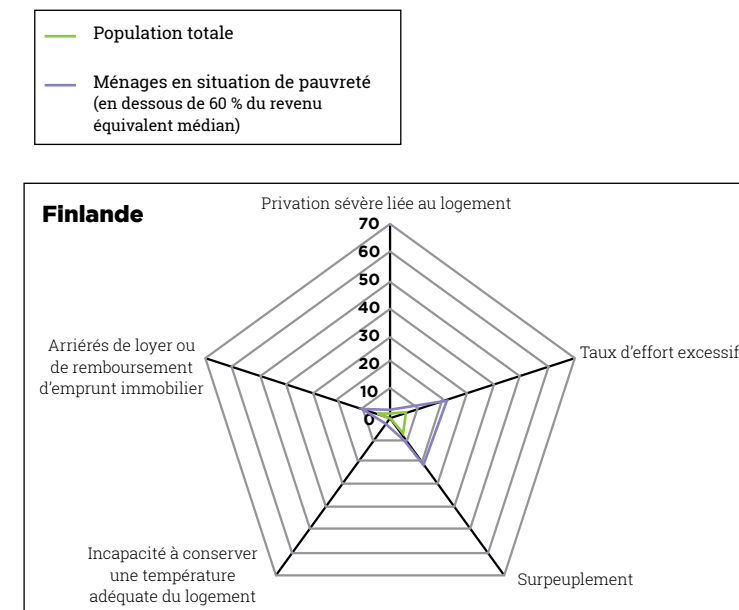 Population totale
Ménages en situation de pauvreté
(en dessous de 60 % du revenu
équivalent médian)
Finlande
Privation sévère liée au logement
70
60
50
40
30
20
10
0
Taux d'effort excessif
Arriérés de loyer ou
de remboursement
d'emprunt immobilier
Incapacité à conserver
une température
adéquate du logement
Surpeuplement